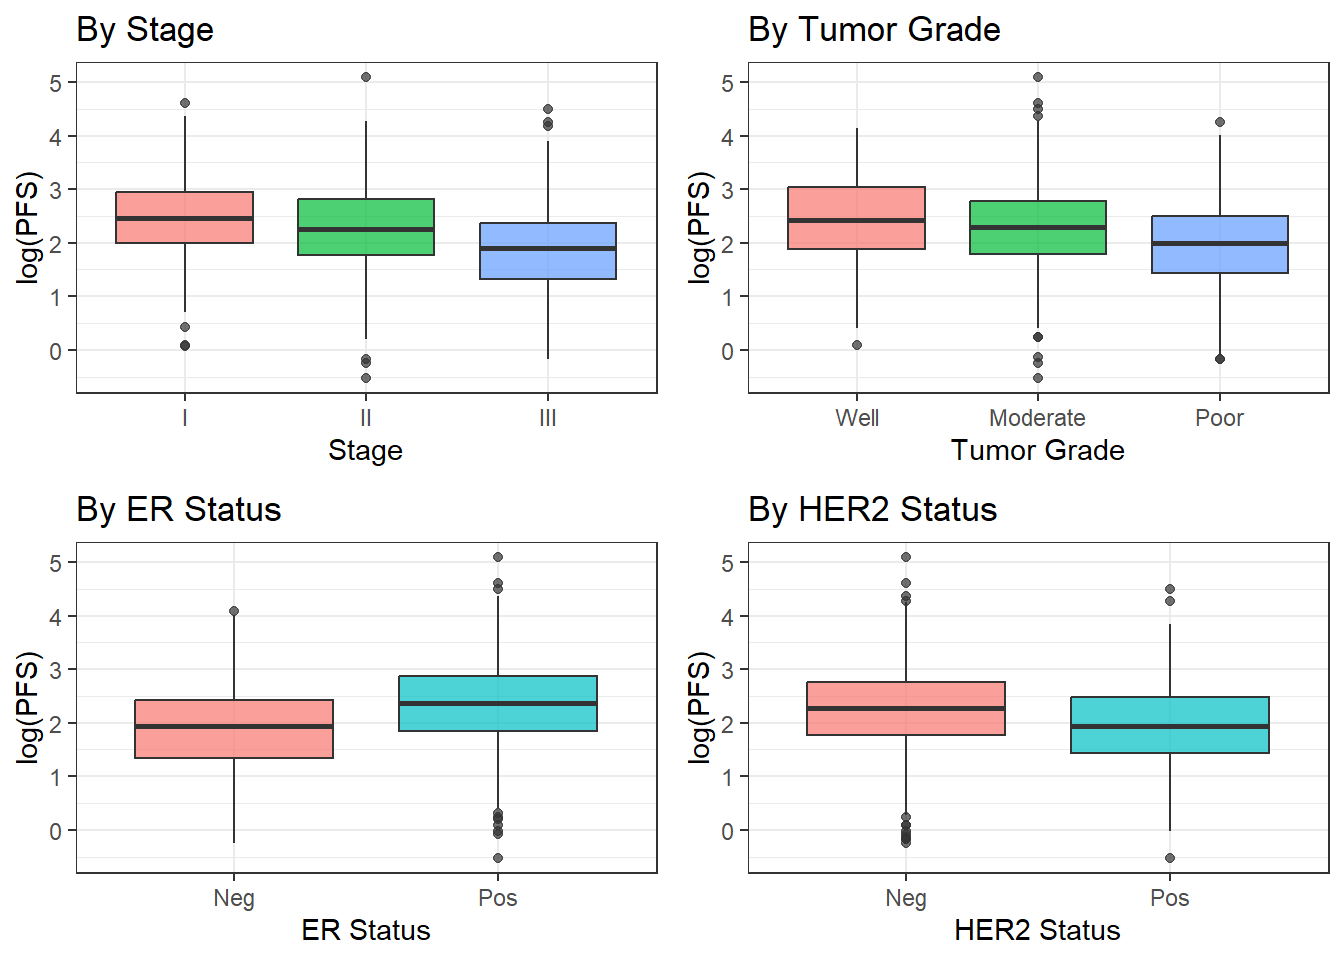 By Stage
log(PFS)
5
4
3
2
1
0
I II III
Stage
By Tumor Grade
log(PFS)
5
4
3
2
1
0
Well Moderate Poor
Tumor Grade
By ER Status
log(PFS)
5
4
3
2
1
0
Neg Pos
ER Status
By HER2 Status
log(PFS)
5
4
3
2
1
0
Neg Pos
HER2 Status